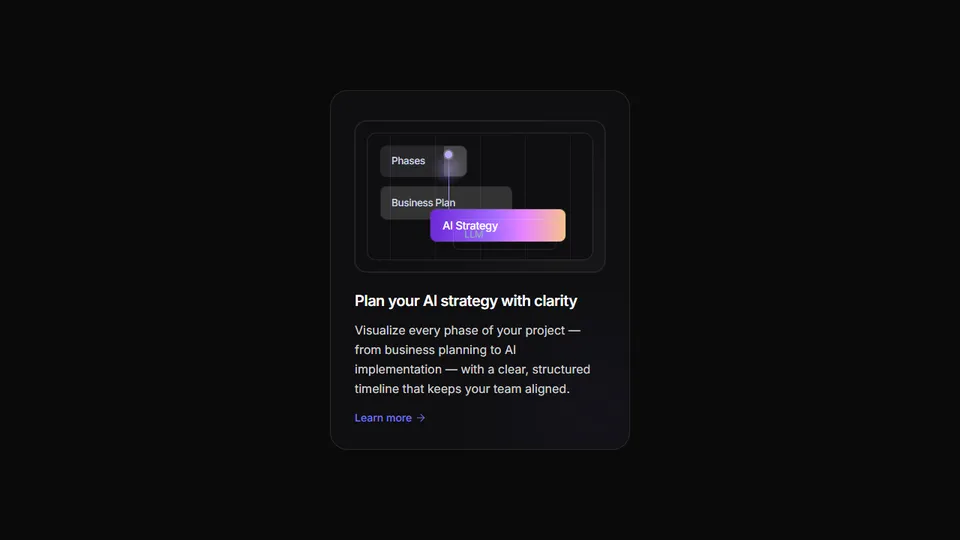 Phases
Business Plan
AI Strategy
LLM
Plan your AI strategy with clarity
Visualize every phase of your project —
from business planning to AI
implementation — with a clear, structured
timeline that keeps your team aligned.
Learn more →